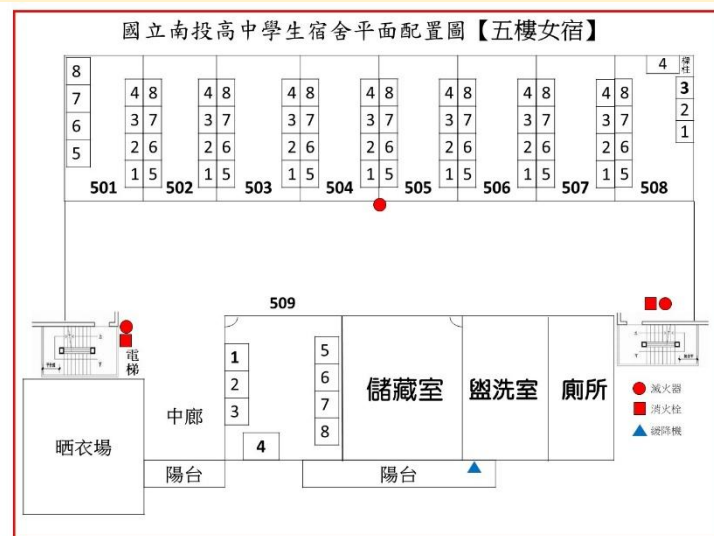 國立南投高中學生宿舍平面配置圖【五樓女宿】
8 4
7 4 8 4 8 4 8 4 8 4 8 4 8 4 8 3
6 3 7 3 7 3 7 3 7 3 7 3 7 3 7 2
5 2 6 2 6 2 6 2 6 2 6 2 6 2 6 1
1 5 1 5 1 5 1 5 1 5 1 5 1 5
501 502 503 504 505 506 507 508
509
電梯
1 5
2 6
3 7
4 8
中廊
儲藏室
盥洗室
廁所
晒衣場
陽台
陽台
滅火器
消火栓
緩降機